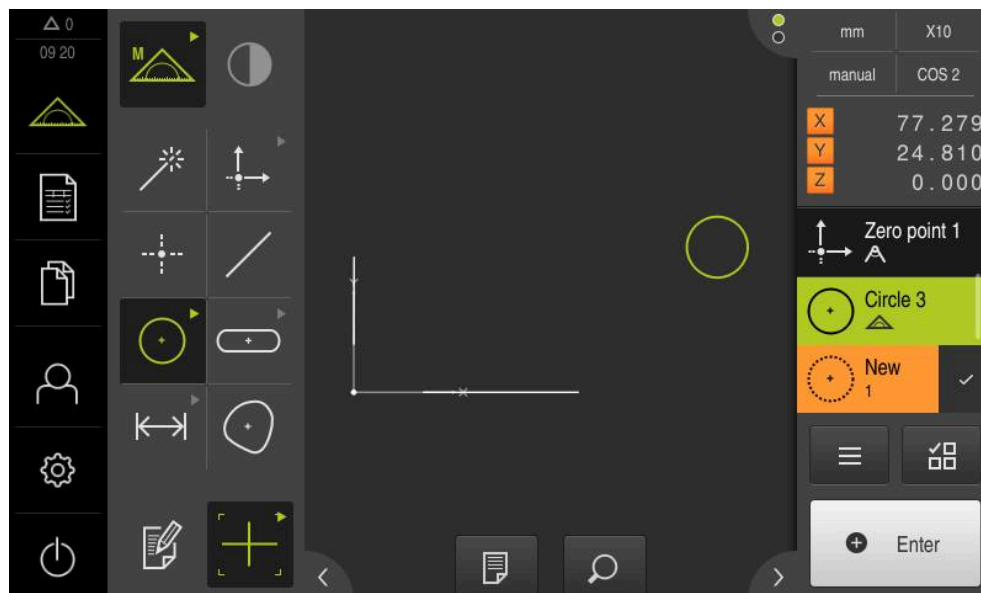 0
09 20
M
mm
X10
manual
COS 2
X 77.279
Y 24.810
Z 0.000
Zero point 1
Circle 3
New
1
Enter